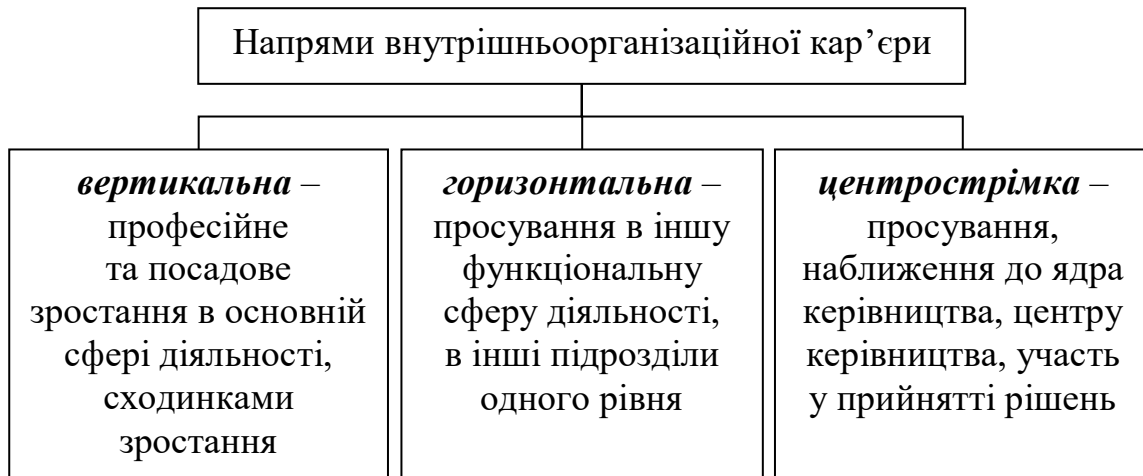 Напрями внутрішньоорганізаційної кар’єри
вертикальна –
професійне
та посадове
зростання в основній
сфері діяльності,
сходинками
зростання
горизонтальна –
просування в іншу
функціональну
сферу діяльності,
в інші підрозділи
одного рівня
центрострімка –
просування,
наближення до ядра
керівництва, центру
керівництва, участь
у прийнятті рішень